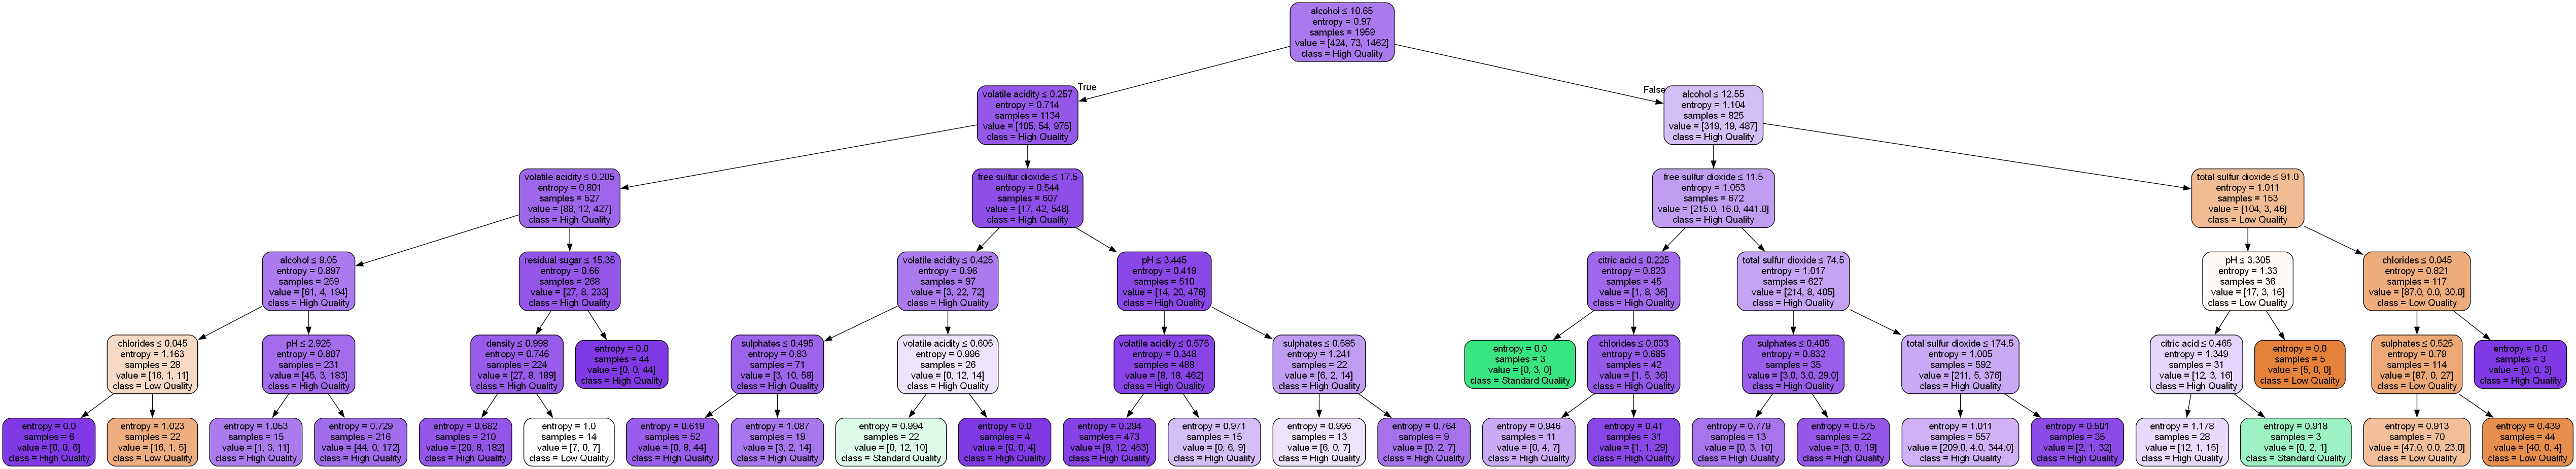 alcohol ≤ 10.65
entropy = 0.97
samples = 1959
value = [424, 73, 1462]
class = High Quality
True
False
volatile acidity ≤ 0.257
entropy = 0.714
samples = 1134
value = [105, 54, 975]
class = High Quality
alcohol ≤ 12.55
entropy = 1.104
samples = 825
value = [319, 19, 487]
class = High Quality
volatile acidity ≤ 0.205
entropy = 0.801
samples = 527
value = [88, 12, 427]
class = High Quality
free sulfur dioxide ≤ 17.5
entropy = 0.544
samples = 607
value = [17, 42, 548]
class = High Quality
free sulfur dioxide ≤ 11.5
entropy = 1.053
samples = 672
value = [215.0, 16.0, 441.0]
class = High Quality
total sulfur dioxide ≤ 91.0
entropy = 1.011
samples = 153
value = [104, 3, 46]
class = Low Quality
alcohol ≤ 9.05
entropy = 0.897
samples = 259
value = [61, 4, 194]
class = High Quality
residual sugar ≤ 15.35
entropy = 0.66
samples = 268
value = [27, 8, 233]
class = High Quality
volatile acidity ≤ 0.425
entropy = 0.96
samples = 97
value = [3, 22, 72]
class = High Quality
pH ≤ 3.445
entropy = 0.419
samples = 510
value = [14, 20, 476]
class = High Quality
citric acid ≤ 0.225
entropy = 0.823
samples = 45
value = [1, 8, 36]
class = High Quality
total sulfur dioxide ≤ 74.5
entropy = 1.017
samples = 627
value = [214, 8, 405]
class = High Quality
pH ≤ 3.305
entropy = 1.33
samples = 36
value = [17, 3, 16]
class = Low Quality
chlorides ≤ 0.045
entropy = 0.821
samples = 117
value = [87.0, 0.0, 30.0]
class = Low Quality
chlorides ≤ 0.045
entropy = 1.163
samples = 28
value = [16, 1, 11]
class = Low Quality
pH ≤ 2.925
entropy = 0.807
samples = 231
value = [45, 3, 183]
class = High Quality
density ≤ 0.998
entropy = 0.746
samples = 224
value = [27, 8, 189]
class = High Quality
entropy = 0.0
samples = 44
value = [0, 0, 44]
class = High Quality
sulphates ≤ 0.495
entropy = 0.83
samples = 71
value = [3, 10, 58]
class = High Quality
volatile acidity ≤ 0.605
entropy = 0.996
samples = 26
value = [0, 12, 14]
class = High Quality
volatile acidity ≤ 0.575
entropy = 0.348
samples = 488
value = [8, 18, 462]
class = High Quality
sulphates ≤ 0.585
entropy = 1.241
samples = 22
value = [6, 2, 14]
class = High Quality
entropy = 0.0
samples = 3
value = [0, 3, 0]
class = Standard Quality
chlorides ≤ 0.033
entropy = 0.685
samples = 42
value = [1, 5, 36]
class = High Quality
sulphates ≤ 0.405
entropy = 0.832
samples = 35
value = [3.0, 3.0, 29.0]
class = High Quality
total sulfur dioxide ≤ 174.5
entropy = 1.005
samples = 592
value = [211, 5, 376]
class = High Quality
citric acid ≤ 0.465
entropy = 1.349
samples = 31
value = [12, 3, 16]
class = High Quality
entropy = 0.0
samples = 5
value = [5, 0, 0]
class = Low Quality
sulphates ≤ 0.525
entropy = 0.79
samples = 114
value = [87, 0, 27]
class = Low Quality
entropy = 0.0
samples = 3
value = [0, 0, 3]
class = High Quality
entropy = 0.0
samples = 6
value = [0, 0, 6]
class = High Quality
entropy = 1.023
samples = 22
value = [16, 1, 5]
class = Low Quality
entropy = 1.053
samples = 15
value = [1, 3, 11]
class = High Quality
entropy = 0.729
samples = 216
value = [44, 0, 172]
class = High Quality
entropy = 0.682
samples = 210
value = [20, 8, 182]
class = High Quality
entropy = 1.0
samples = 14
value = [7, 0, 7]
class = Low Quality
entropy = 0.619
samples = 52
value = [0, 8, 44]
class = High Quality
entropy = 1.087
samples = 19
value = [3, 2, 14]
class = High Quality
entropy = 0.994
samples = 22
value = [0, 12, 10]
class = Standard Quality
entropy = 0.0
samples = 4
value = [0, 0, 4]
class = High Quality
entropy = 0.294
samples = 473
value = [8, 12, 453]
class = High Quality
entropy = 0.971
samples = 15
value = [0, 6, 9]
class = High Quality
entropy = 0.996
samples = 13
value = [6, 0, 7]
class = High Quality
entropy = 0.764
samples = 9
value = [0, 2, 7]
class = High Quality
entropy = 0.946
samples = 11
value = [0, 4, 7]
class = High Quality
entropy = 0.41
samples = 31
value = [1, 1, 29]
class = High Quality
entropy = 0.779
samples = 13
value = [0, 3, 10]
class = High Quality
entropy = 0.575
samples = 22
value = [3, 0, 19]
class = High Quality
entropy = 1.011
samples = 557
value = [209.0, 4.0, 344.0]
class = High Quality
entropy = 0.501
samples = 35
value = [2, 1, 32]
class = High Quality
entropy = 1.178
samples = 28
value = [12, 1, 15]
class = High Quality
entropy = 0.918
samples = 3
value = [0, 2, 1]
class = Standard Quality
entropy = 0.913
samples = 70
value = [47.0, 0.0, 23.0]
class = Low Quality
entropy = 0.439
samples = 44
value = [40, 0, 4]
class = Low Quality